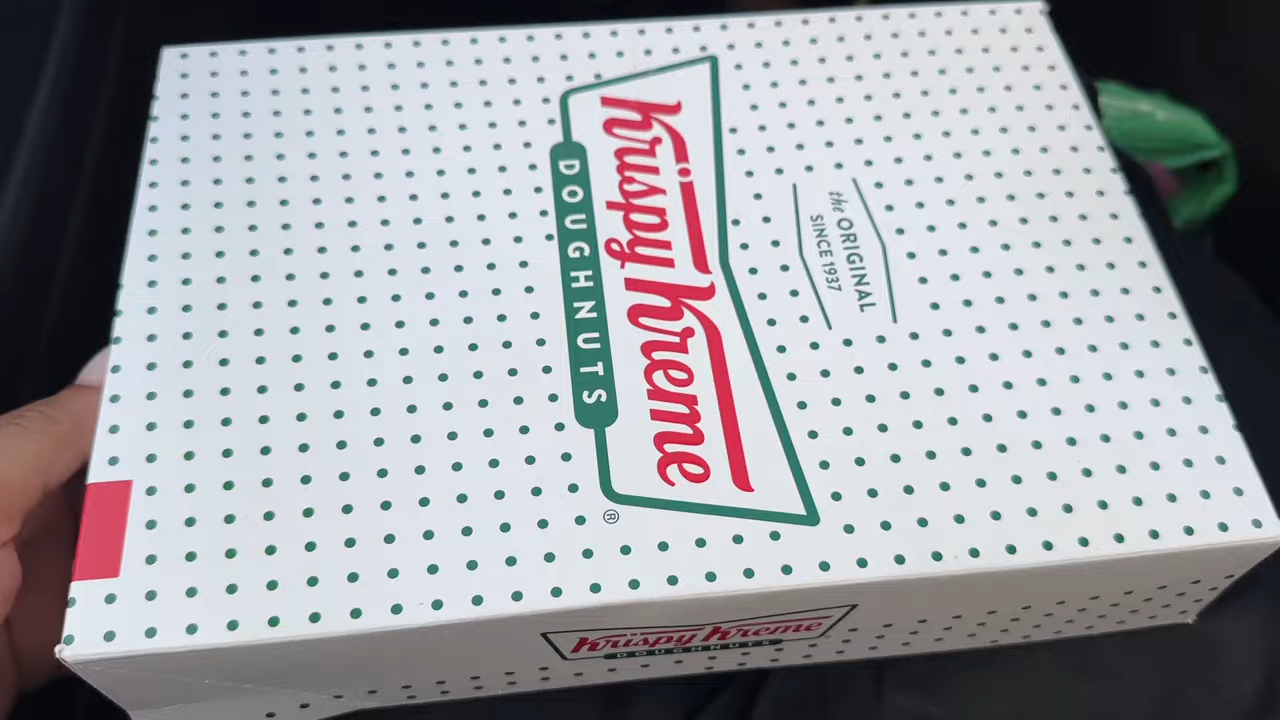 the ORIGINAL
SINCE 1937
Krispy Kreme
DOUGHNUTS
®
Krispy Kreme
DOUGHNUTS